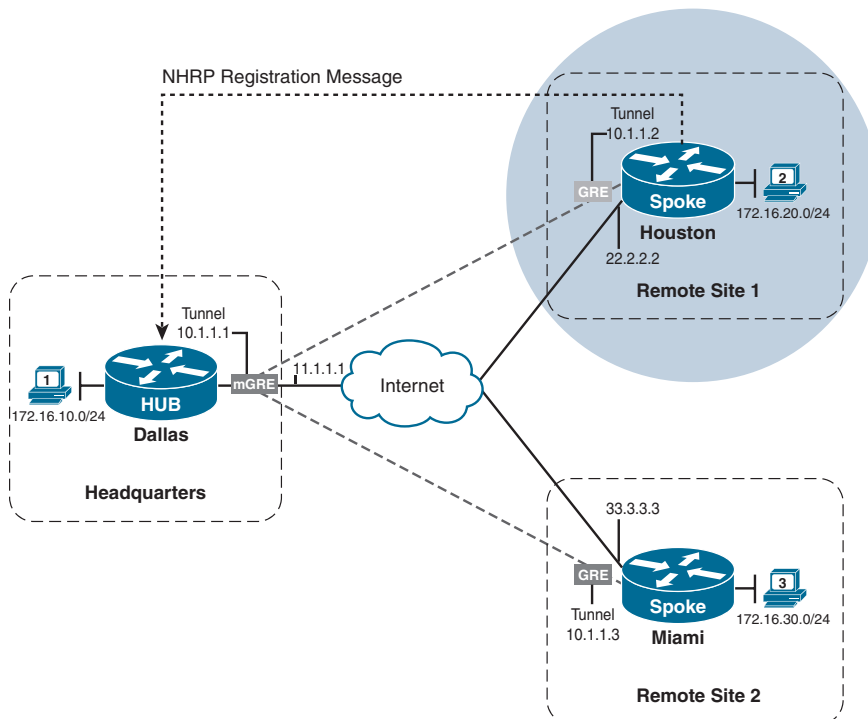 NHRP Registration Message
Tunnel
10.1.1.2
GRE
Spoke
2
172.16.20.0/24
Houston
22.2.2.2
Remote Site 1
Tunnel
10.1.1.1
11.1.1.1
1
mGRE
HUB
Internet
172.16.10.0/24
Dallas
Headquarters
33.3.3.3
GRE
3
Spoke
Tunnel
10.1.1.3
172.16.30.0/24
Miami
Remote Site 2